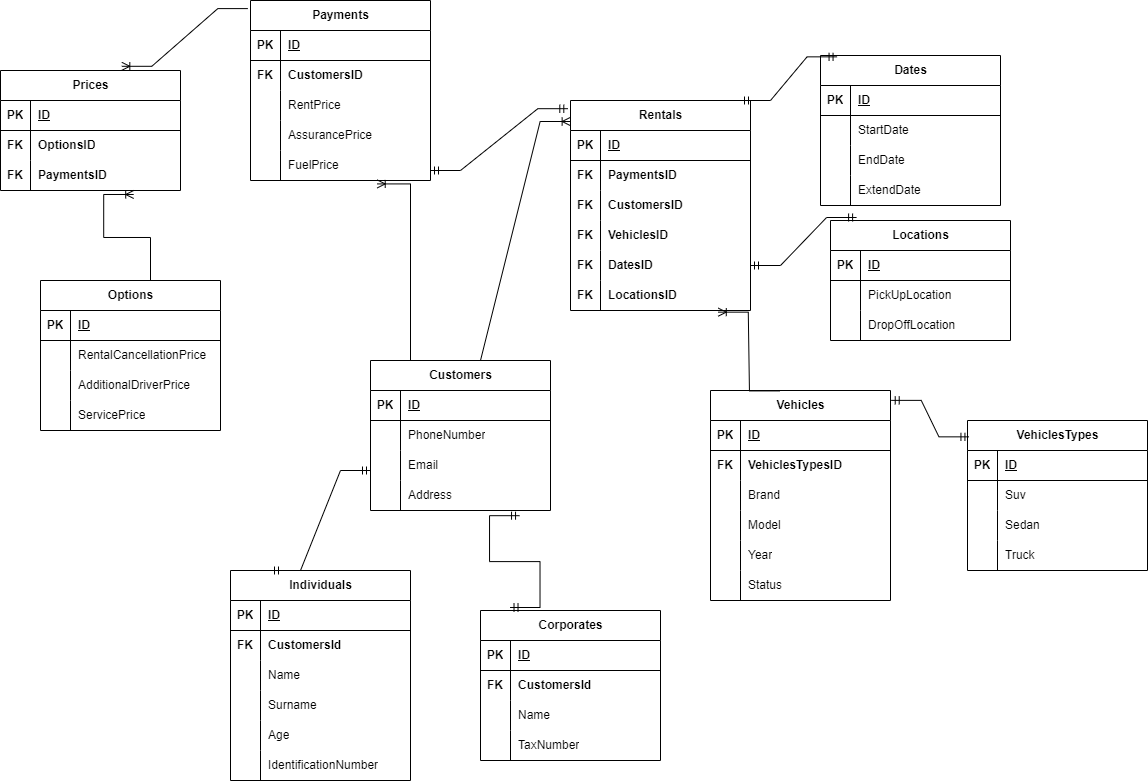 Payments
PK ID
FK CustomersID
RentPrice
AssurancePrice
FuelPrice
Prices
PK ID
FK OptionsID
FK PaymentsID
Options
PK ID
RentalCancellationPrice
AdditionalDriverPrice
ServicePrice
Rentals
PK ID
FK PaymentsID
FK CustomersID
FK VehiclesID
FK DatesID
FK LocationsID
Dates
PK ID
StartDate
EndDate
ExtendDate
Locations
PK ID
PickUpLocation
DropOffLocation
Customers
PK ID
PhoneNumber
Email
Address
Vehicles
PK ID
FK VehiclesTypesID
Brand
Model
Year
Status
VehiclesTypes
PK ID
Suv
Sedan
Truck
Individuals
PK ID
FK CustomersId
Name
Surname
Age
IdentificationNumber
Corporates
PK ID
FK CustomersId
Name
TaxNumber